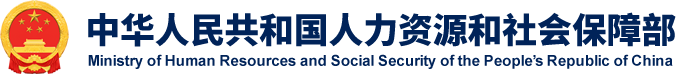 中华人民共和国人力资源和社会保障部
Ministry of Human Resources and Social Security of the People's Republic of China